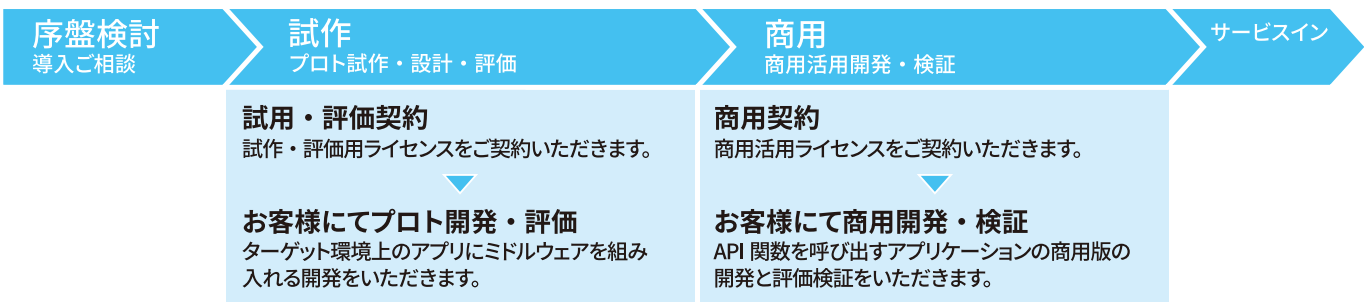 序盤検討
導入ご相談
試作
プロト試作・設計・評価
商用
商用活用開発・検証
サービスイン
試用・評価契約
試作・評価用ライセンスをご契約いただきます。
お客様にてプロト開発・評価
ターゲット環境上のアプリにミドルウェアを組み
入れる開発をいただきます。
商用契約
商用活用ライセンスをご契約いただきます。
お客様にて商用開発・検証
API 関数を呼び出すアプリケーションの商用版の
開発と評価検証をいただきます。